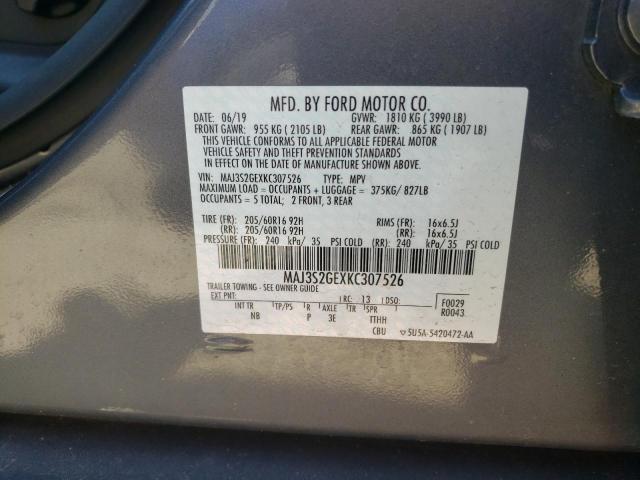 MFD. BY FORD MOTOR CO.
DATE: 06/19 GVWR: 1810 KG ( 3990 LB)
FRONT GAWR: 955 KG ( 2105 LB) REAR GAWR: 865 KG ( 1907 LB)
THIS VEHICLE CONFORMS TO ALL APPLICABLE FEDERAL MOTOR
VEHICLE SAFETY AND THEFT PREVENTION STANDARDS
IN EFFECT ON THE DATE OF MANUFACTURE SHOWN ABOVE.
VIN: MAJ3S2GEXKC307526 TYPE: MPV
MAXIMUM LOAD = OCCUPANTS + LUGGAGE = 375KG/ 827LB
OCCUPANTS = 5 TOTAL; 2 FRONT, 3 REAR
TIRE (FR): 205/60R16 92H RIMS (FR): 16x6.5J
(RR): 205/60R16 92H (RR): 16x6.5J
PRESSURE (FR): 240 kPa/ 35 PSI COLD (RR): 240 kPa/ 35 PSI COLD
MAJ3S2GEXKC307526
TRAILER TOWING - SEE OWNER GUIDE
EXT PNT: RC: 13 DSO: F0029
INT TR TP/PS R AXLE TR SPR R0043
NB P 3E TTHH
CBU ▽5U5A-5420472-AA